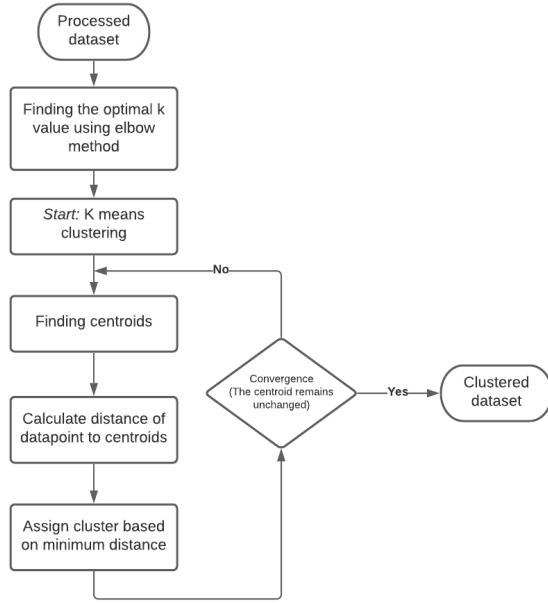 Processed
dataset
Finding the optimal k
value using elbow
method
Start: K means
clustering
No
Finding centroids
Convergence
(The centroid remains
unchanged)
Yes
Clustered
dataset
Calculate distance of
datapoint to centroids
Assign cluster based
on minimum distance